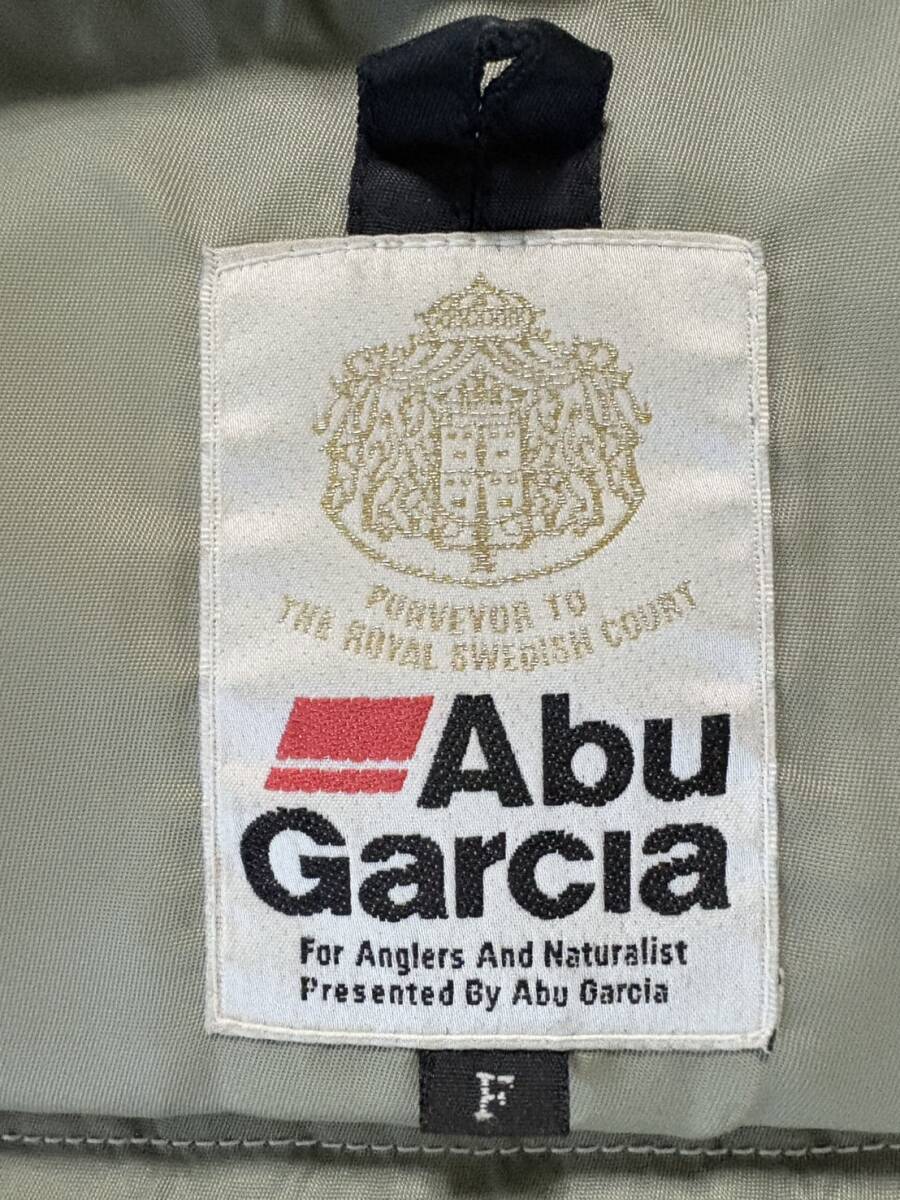 PURVEYOR TO
THE ROYAL SWEDISH COURT
Abu
Garcia
For Anglers And Naturalist
Presented By Abu Garcia
F